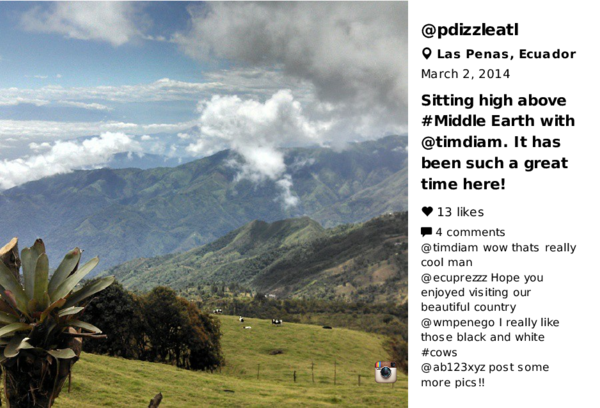 @pdizzleatl
Las Penas, Ecuador
March 2, 2014
Sitting high above
#Middle Earth with
@timdiam. It has
been such a great
time here!
13 likes
4 comments
@timdiam wow thats really
cool man
@ecuprezzz Hope you
enjoyed visiting our
beautiful country
@wmpenego I really like
those black and white
#cows
@ab123xyz post some
more pics!!